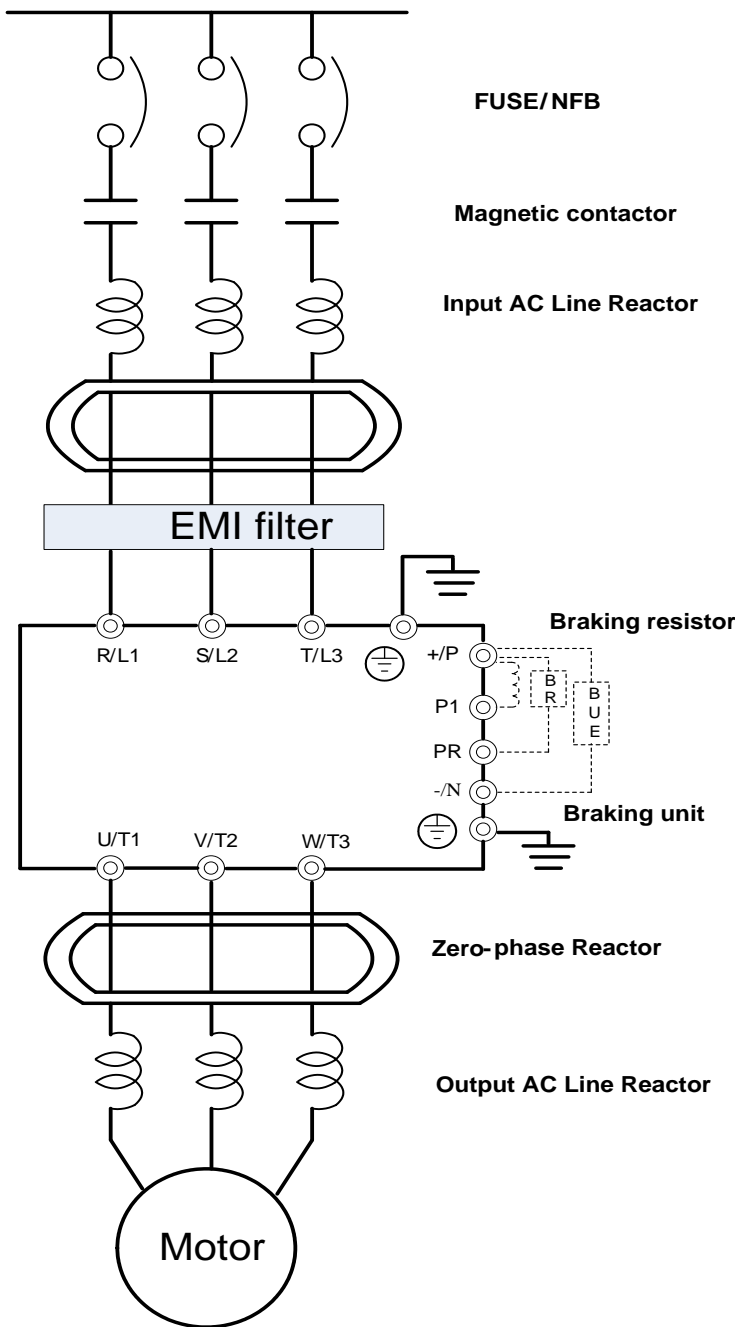 FUSE/NFB
Magnetic contactor
Input AC Line Reactor
EMI filter
Braking resistor
R/L1 S/L2 T/L3 +/P
B
R
B
U
E
P1
PR
-/N
Braking unit
U/T1 V/T2 W/T3
Zero-phase Reactor
Output AC Line Reactor
Motor